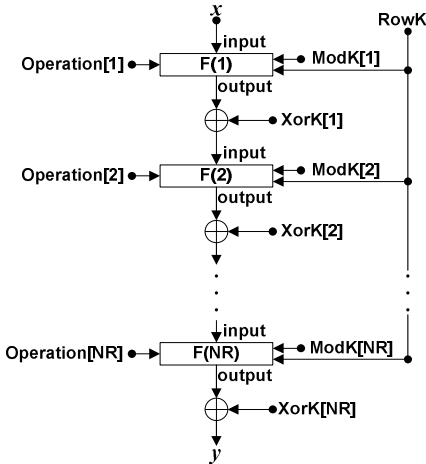 x
RowK
input
Operation[1] F(1) ModK[1]
output
XorK[1]
input
Operation[2] F(2) ModK[2]
output
XorK[2]
input
Operation[NR] F(NR) ModK[NR]
output
XorK[NR]
y